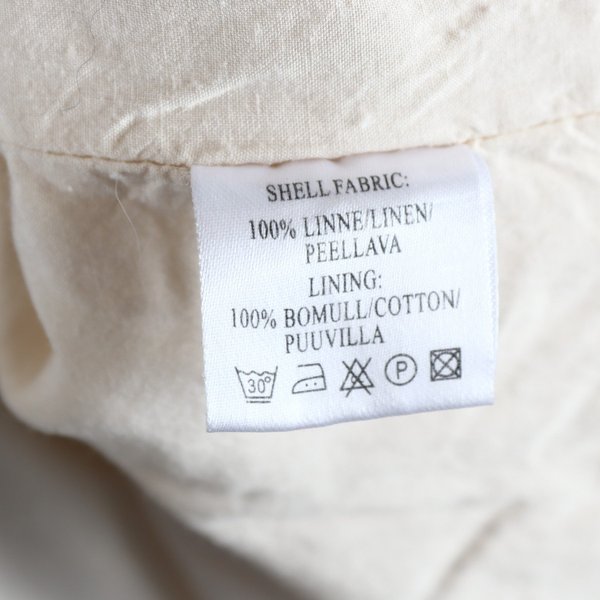 SHELL FABRIC:
100% LINNE/LINEN/
PEELLAVA
LINING:
100% BOMULL/COTTON/
PUUVILLA
30° P